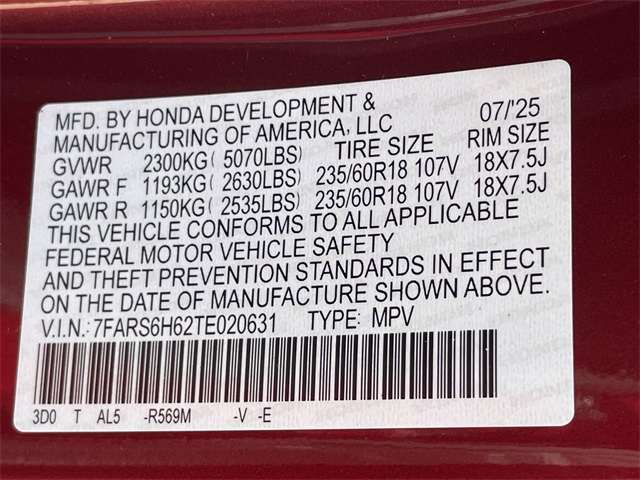 MFD. BY HONDA DEVELOPMENT & 07/'25
MANUFACTURING OF AMERICA, LLC
GVWR 2300KG( 5070LBS) TIRE SIZE RIM SIZE
GAWR F 1193KG( 2630LBS) 235/60R18 107V 18X7.5J
GAWR R 1150KG( 2535LBS) 235/60R18 107V 18X7.5J
THIS VEHICLE CONFORMS TO ALL APPLICABLE
FEDERAL MOTOR VEHICLE SAFETY
AND THEFT PREVENTION STANDARDS IN EFFECT
ON THE DATE OF MANUFACTURE SHOWN ABOVE.
V.I.N.: 7FARS6H62TE020631 TYPE: MPV
3D0 T AL5 -R569M -V -E